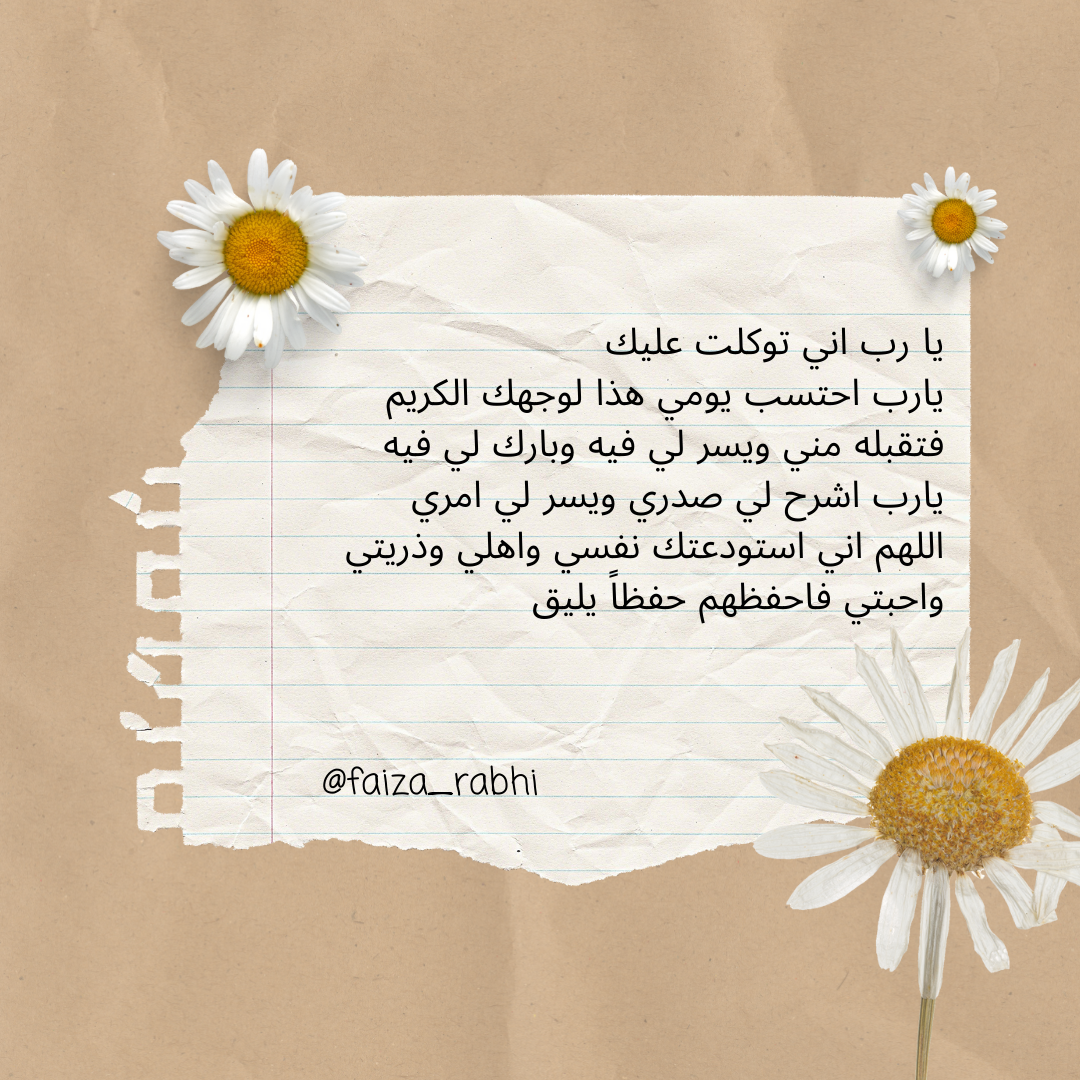 يا رب اني توكلت عليك
يارب احتسب يومي هذا لوجهك الكريم
فتقبله مني ويسر لي فيه وبارك لي فيه
يارب اشرح لي صدري ويسر لي امري
اللهم اني استودعتك نفسي واهلي وذريتي
واحبتي فاحفظهم حفظاً يليق
@faiza_rabhi